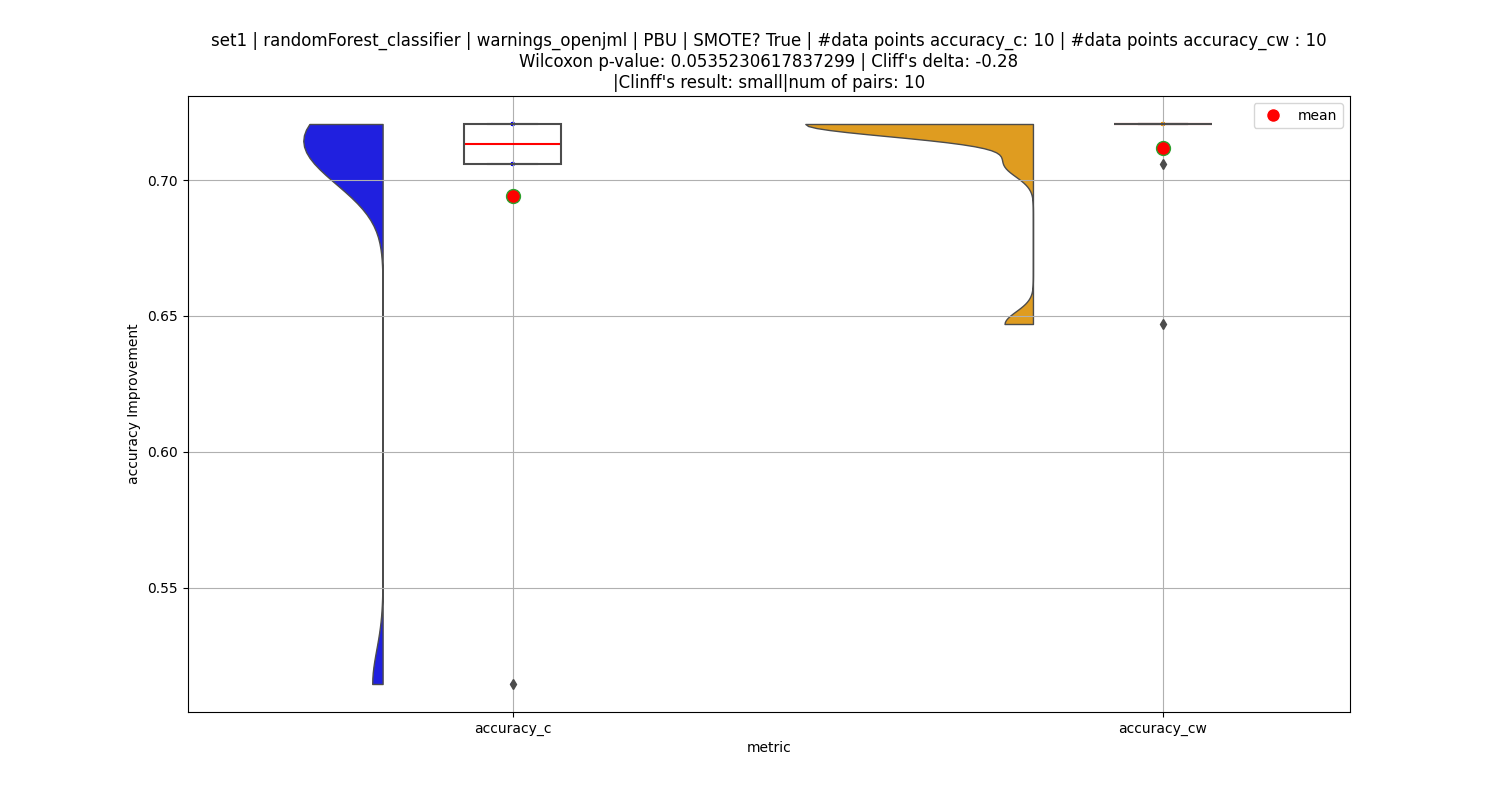 set1 | randomForest_classifier | warnings_openjml | PBU | SMOTE? True | #data points accuracy_c: 10 | #data points accuracy_cw : 10
Wilcoxon p-value: 0.0535230617837299 | Cliff's delta: -0.28
|Clinff's result: small|num of pairs: 10
mean
0.70
0.65
0.60
0.55
accuracy Improvement
accuracy_c
accuracy_cw
metric